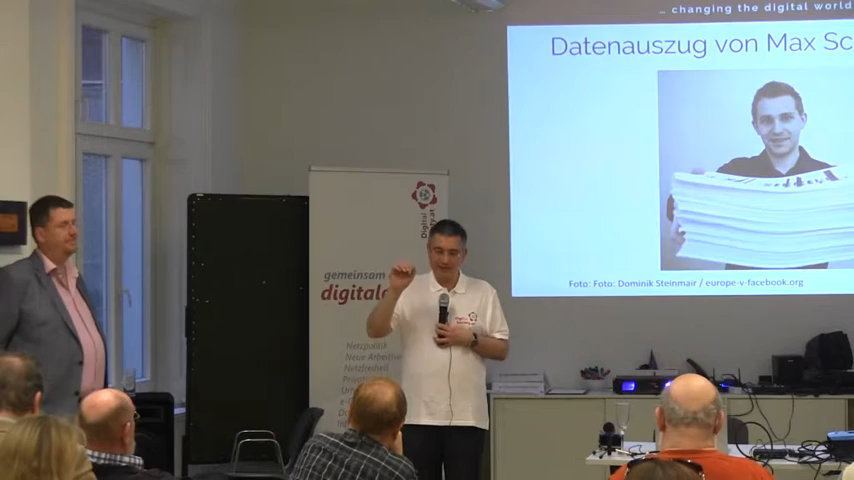 ... changing the digital world
Datenauszug von Max Sc
Foto: Foto: Dominik Steinmair / europe-v-facebook.org
Digital
gemeinsam
digital
Netzpolitik
Neue Arbeit
Netzfreiheit